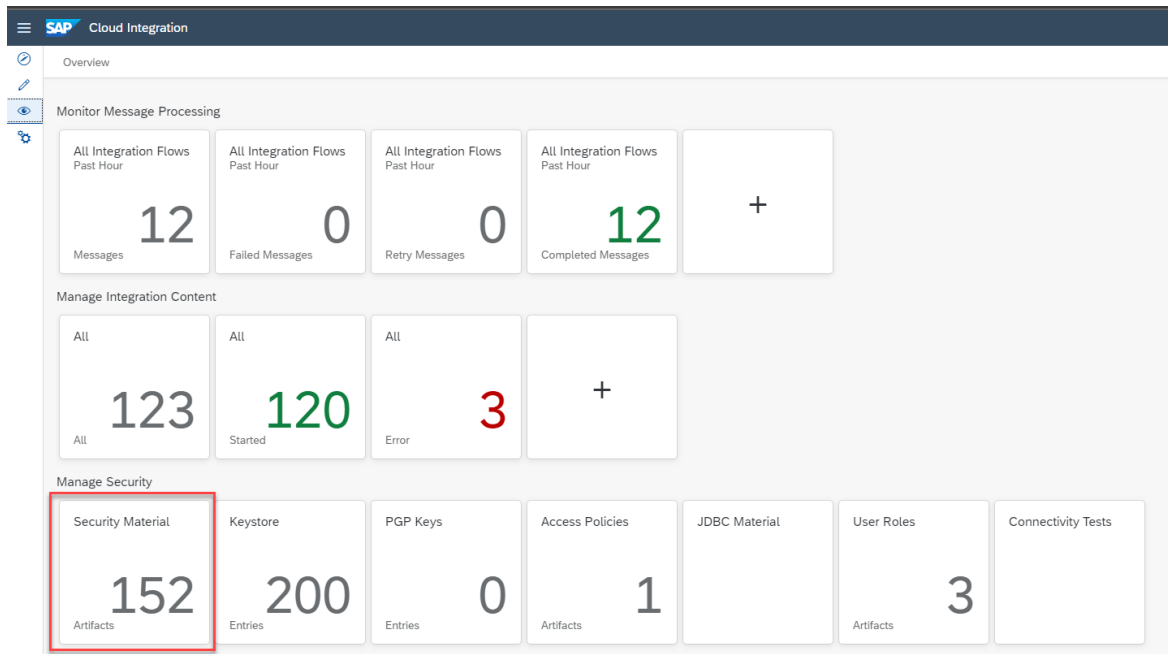 SAP Cloud Integration
Overview
Monitor Message Processing
All Integration Flows
Past Hour
12
Messages
All Integration Flows
Past Hour
0
Failed Messages
All Integration Flows
Past Hour
0
Retry Messages
All Integration Flows
Past Hour
12
Completed Messages
+
Manage Integration Content
All
123
All
All
120
Started
All
3
Error
+
Manage Security
Security Material
152
Artifacts
Keystore
200
Entries
PGP Keys
0
Entries
Access Policies
1
Artifacts
JDBC Material
User Roles
3
Artifacts
Connectivity Tests